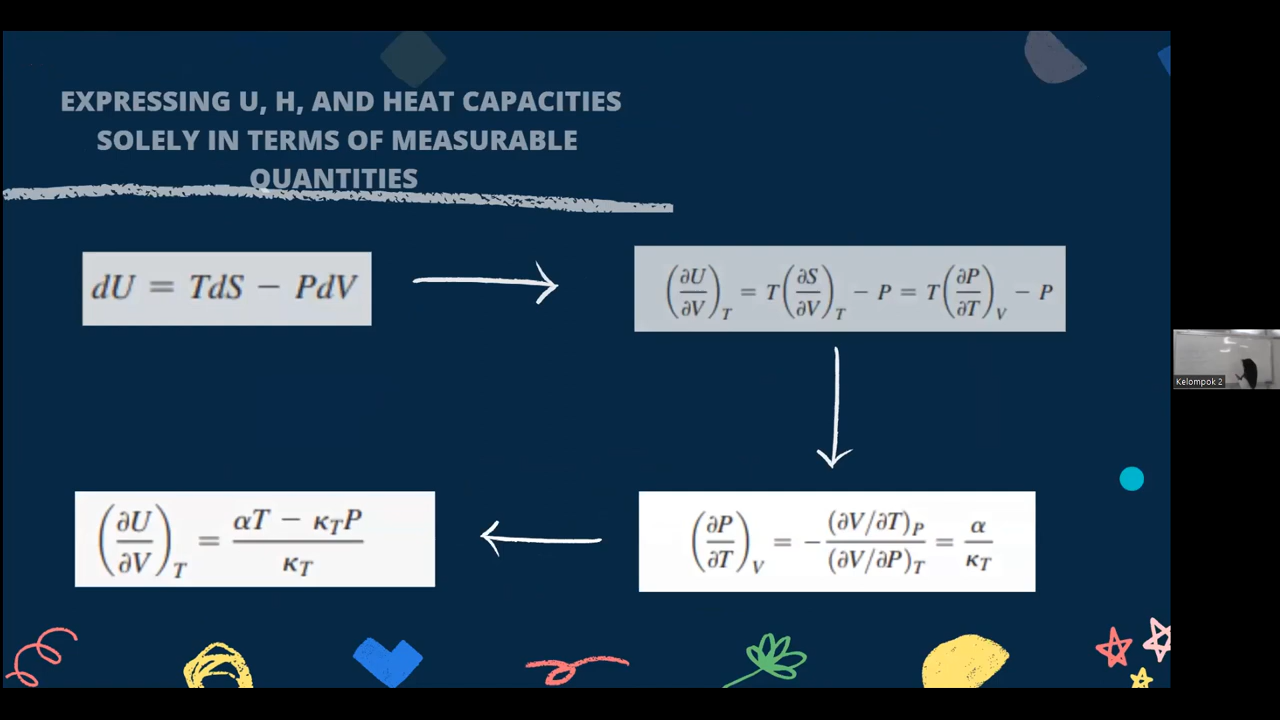 EXPRESSING U, H, AND HEAT CAPACITIES
SOLELY IN TERMS OF MEASURABLE
QUANTITIES
dU = TdS − PdV
(∂U/∂V)_T = T(∂S/∂V)_T − P = T(∂P/∂T)_V − P
(∂U/∂V)_T = (αT − κ_T P)/κ_T
(∂P/∂T)_V = − (∂V/∂T)_P/(∂V/∂P)_T = α/κ_T
Kelompok 2